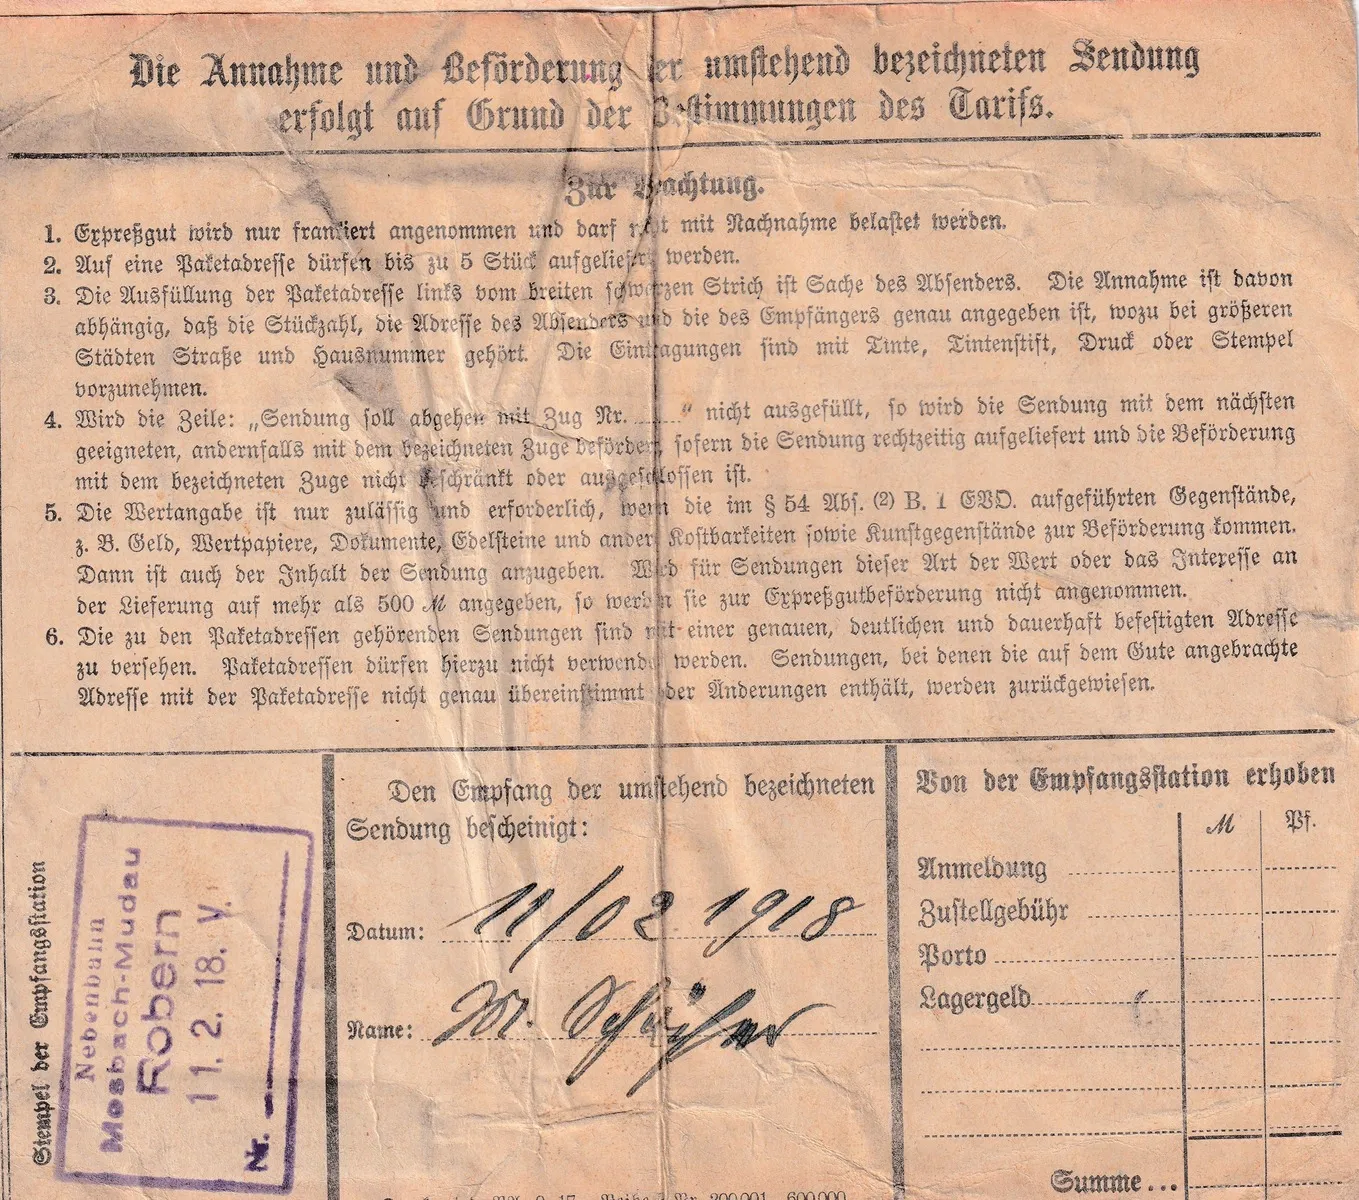 Die Annahme und Beförderung der umstehend bezeichneten Sendung
erfolgt auf Grund der Bestimmungen des Tarifs.
Zur Beachtung.
1. Expreßgut wird nur frankiert angenommen und darf nicht mit Nachnahme belastet werden.
2. Auf eine Paketadresse dürfen bis zu 5 Stück aufgeliefert werden.
3. Die Ausfüllung der Paketadresse links vom breiten schwarzen Strich ist Sache des Absenders. Die Annahme ist davon
abhängig, daß die Stückzahl, die Adresse des Absenders und die des Empfängers genau angegeben ist, wozu bei größeren
Städten Straße und Hausnummer gehört. Die Eintragungen sind mit Tinte, Tintenstift, Druck oder Stempel
vorzunehmen.
4. Wird die Zeile: „Sendung soll abgehen mit Zug Nr. ........“ nicht ausgefüllt, so wird die Sendung mit dem nächsten
geeigneten, andernfalls mit dem bezeichneten Zuge befördert, sofern die Sendung rechtzeitig aufgeliefert und die Beförderung
mit dem bezeichneten Zuge nicht beschränkt oder ausgeschlossen ist.
5. Die Wertangabe ist nur zulässig und erforderlich, wenn die im § 54 Abs. (2) B. 1 EVO. aufgeführten Gegenstände,
z. B. Geld, Wertpapiere, Dokumente, Edelsteine und andere Kostbarkeiten sowie Kunstgegenstände zur Beförderung kommen.
Dann ist auch der Inhalt der Sendung anzugeben. Wird für Sendungen dieser Art der Wert oder das Interesse an
der Lieferung auf mehr als 500 ℳ angegeben, so werden sie zur Expreßgutbeförderung nicht angenommen.
6. Die zu den Paketadressen gehörenden Sendungen sind mit einer genauen, deutlichen und dauerhaft befestigten Adresse
zu versehen. Paketadressen dürfen hierzu nicht verwendet werden. Sendungen, bei denen die auf dem Gute angebrachte
Adresse mit der Paketadresse nicht genau übereinstimmt oder Änderungen enthält, werden zurückgewiesen.
Stempel der Empfangsstation
Nebenbahn
Mosbach-Mudau
Robern
11. 2. 18. V.
Nr.
Den Empfang der umstehend bezeichneten
Sendung bescheinigt:
Datum: 11/02 1918
Name: M. Schäfer
Von der Empfangsstation erhoben
ℳ Pf.
Anmeldung
Zustellgebühr
Porto
Lagergeld
Summe...